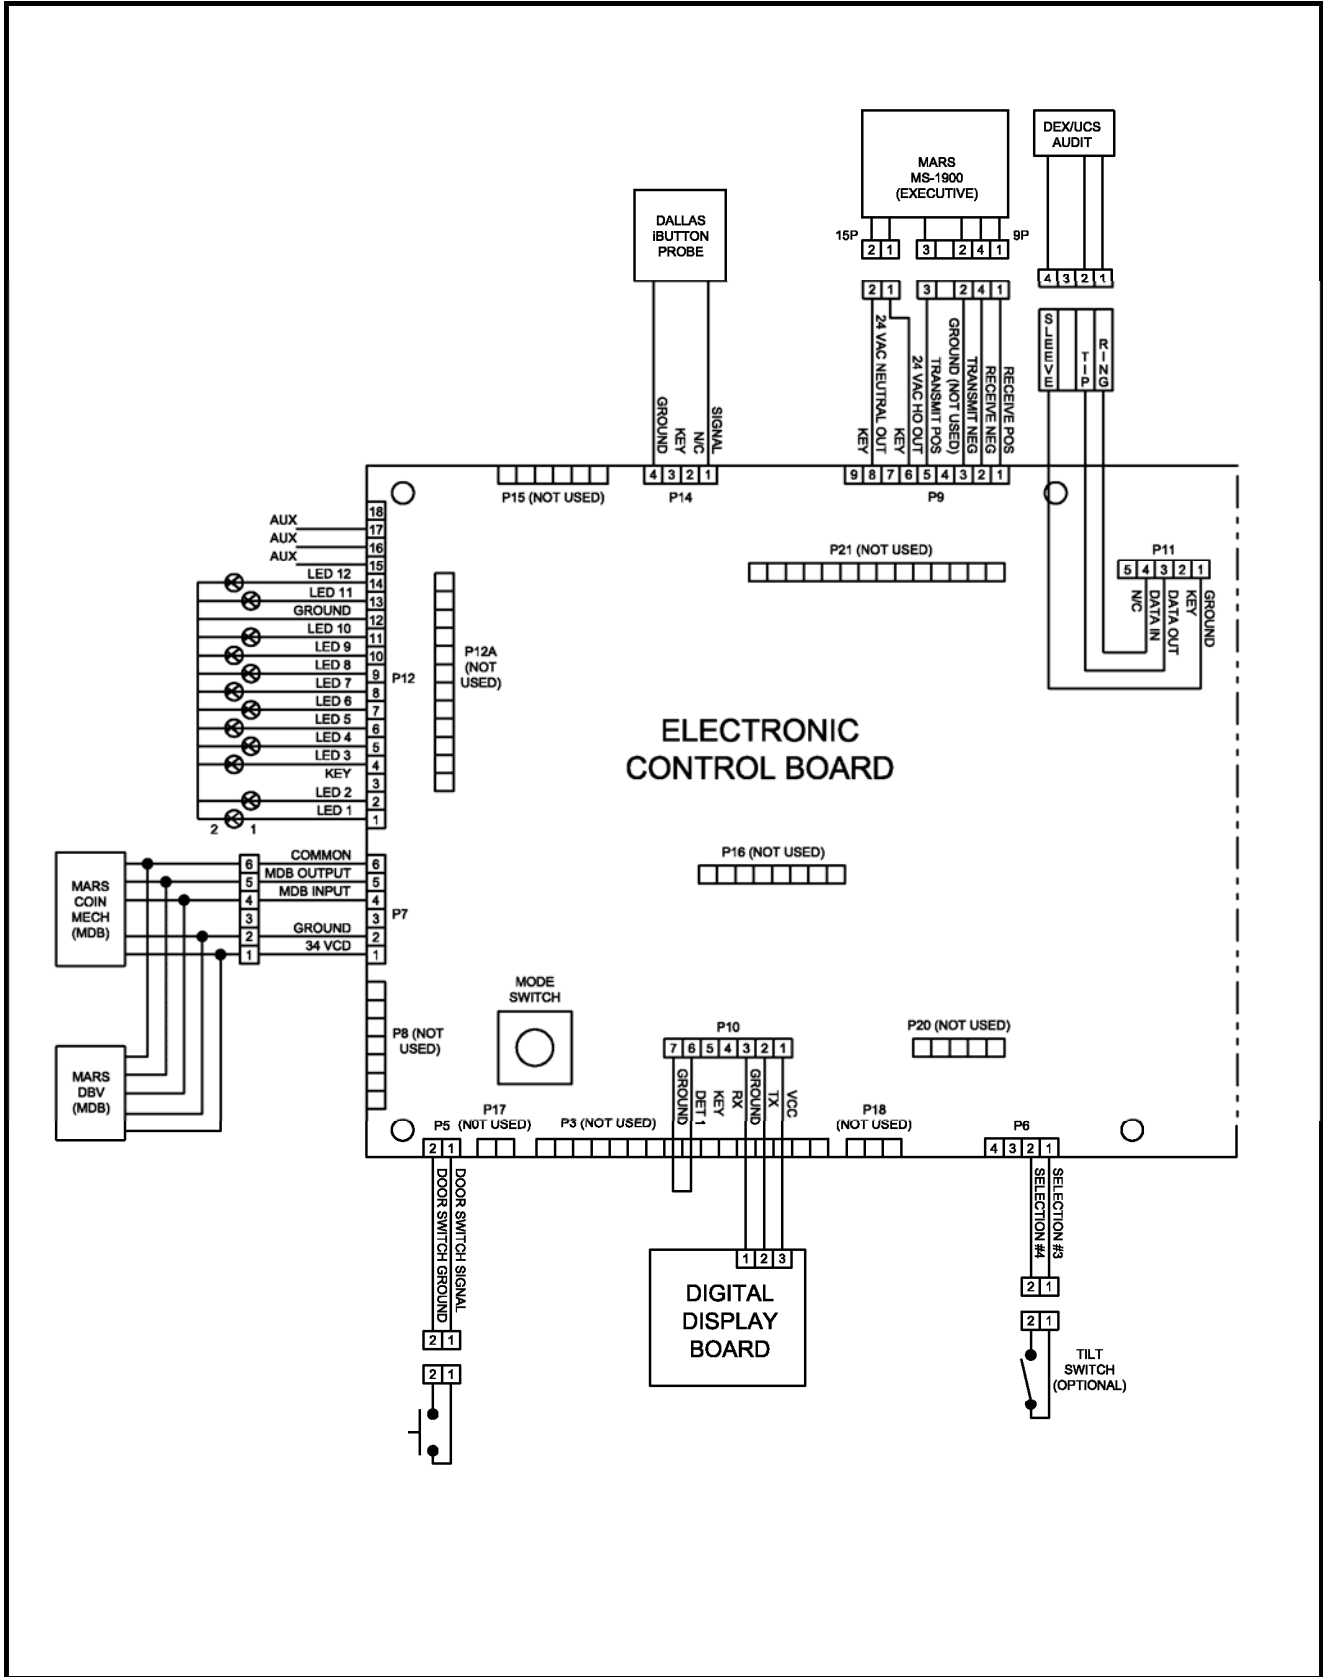 DEX/UCS
AUDIT
MARS
MS-1900
(EXECUTIVE)
DALLAS
iBUTTON
PROBE
15P
2 1
3 2 4 1
9P
4 3 2 1
2 1
3 2 4 1
SLEEVE
TIP
RING
GROUND
KEY
N/C
SIGNAL
KEY
24 VAC NEUTRAL OUT
KEY
24 VAC HO OUT
TRANSMIT POS
GROUND (NOT USED)
TRANSMIT NEG
RECEIVE NEG
RECEIVE POS
4 3 2 1
9 8 7 6 5 4 3 2 1
P15 (NOT USED)
P14
P9
18
AUX
17
AUX
16
AUX
15
LED 12
14
LED 11
13
GROUND
12
LED 10
11
LED 9
10
LED 8
9
LED 7
8
LED 6
7
LED 5
6
LED 4
5
LED 3
4
KEY
3
LED 2
2
LED 1
1
2 1
P12
P12A
(NOT
USED)
P21 (NOT USED)
P11
5 4 3 2 1
N/C
DATA IN
DATA OUT
KEY
GROUND
ELECTRONIC
CONTROL BOARD
P16 (NOT USED)
MARS
COIN
MECH
(MDB)
6
5
4
3
2
1
COMMON
MDB OUTPUT
MDB INPUT
GROUND
34 VCD
6
5
4
3
2
1
P7
MARS
DBV
(MDB)
P8 (NOT
USED)
MODE
SWITCH
P10
7 6 5 4 3 2 1
GROUND
DET 1
KEY
RX
GROUND
TX
VCC
P20 (NOT USED)
P5
P17
(NOT USED)
P3 (NOT USED)
P18
(NOT USED)
P6
2 1
4 3 2 1
DOOR SWITCH GROUND
DOOR SWITCH SIGNAL
2 1
2 1
1 2 3
DIGITAL
DISPLAY
BOARD
SELECTION #4
SELECTION #3
2 1
2 1
TILT
SWITCH
(OPTIONAL)